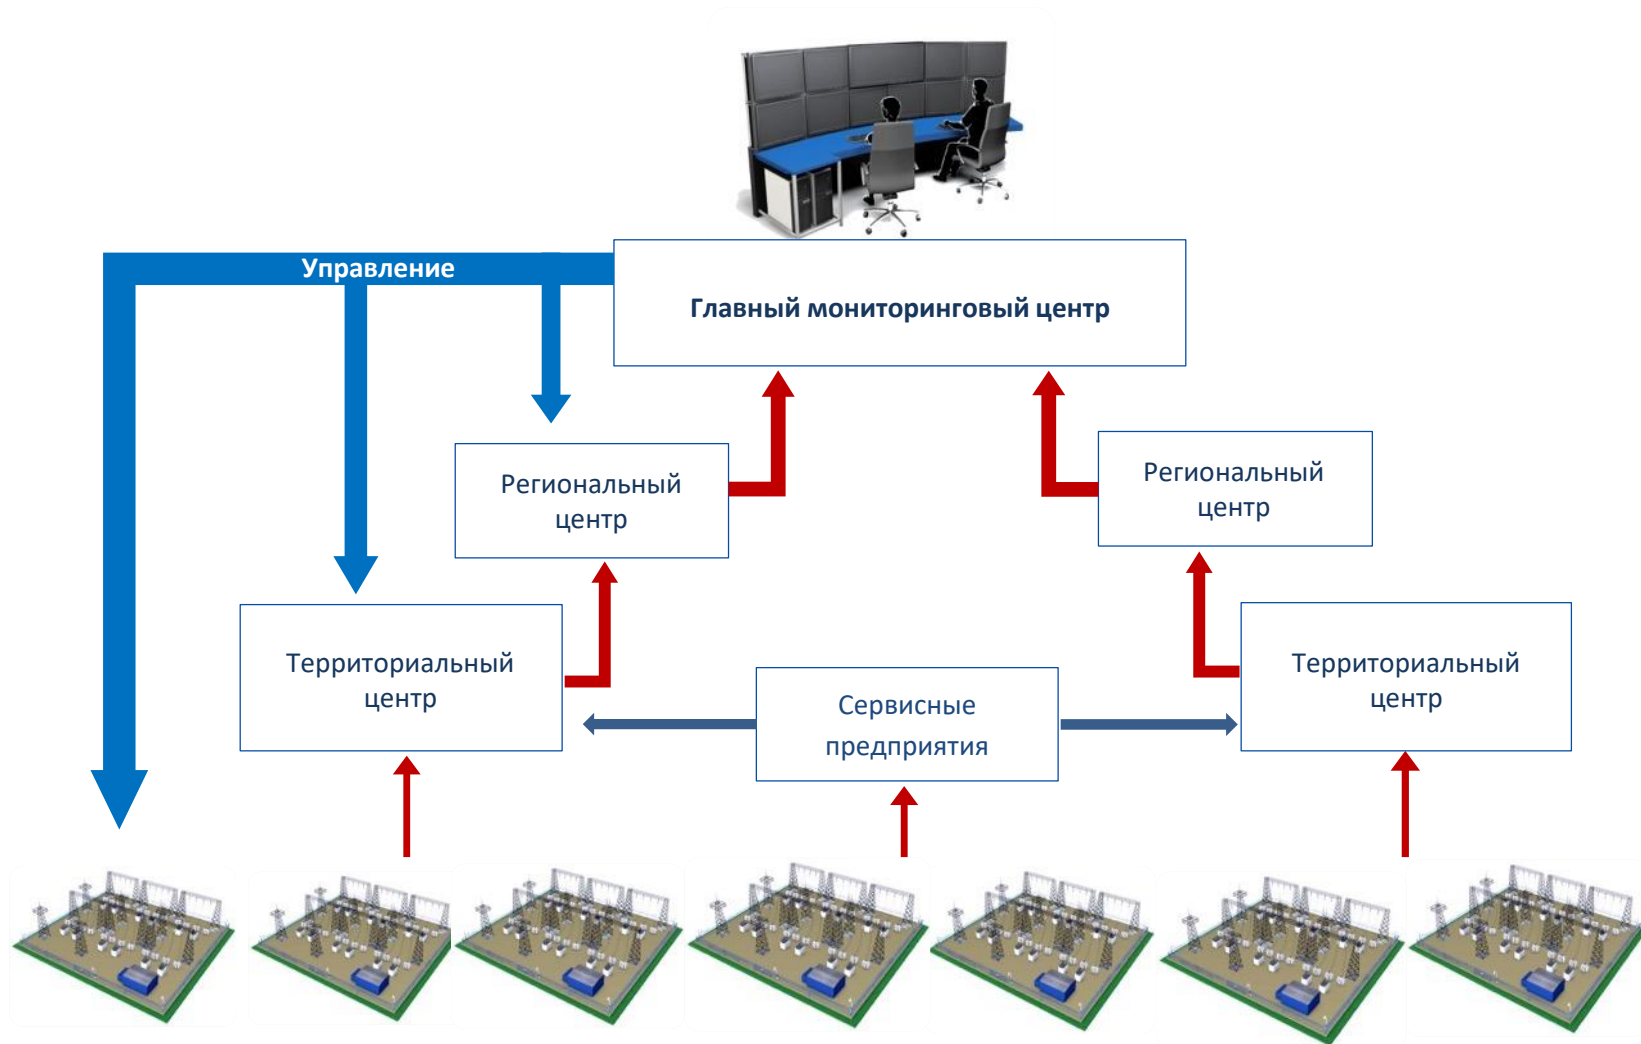 Управление
Главный мониторинговый центр
Региональный
центр
Региональный
центр
Территориальный
центр
Сервисные
предприятия
Территориальный
центр